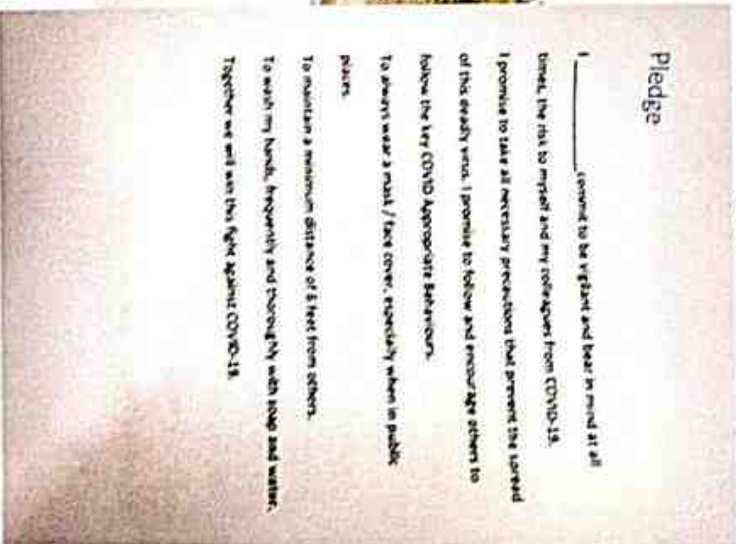 Pledge
I ____________ commit to be vigilant and bear in mind at all
times, the risk to myself and my colleagues from COVID-19.
I promise to take all necessary precautions that prevent the spread
of this deadly virus. I promise to follow and encourage others to
follow the key COVID Appropriate Behaviours.
To always wear a mask / face cover, especially when in public
places.
To maintain a minimum distance of 6 feet from others.
To wash my hands, frequently and thoroughly with soap and water.
Together we will win this fight against COVID-19.